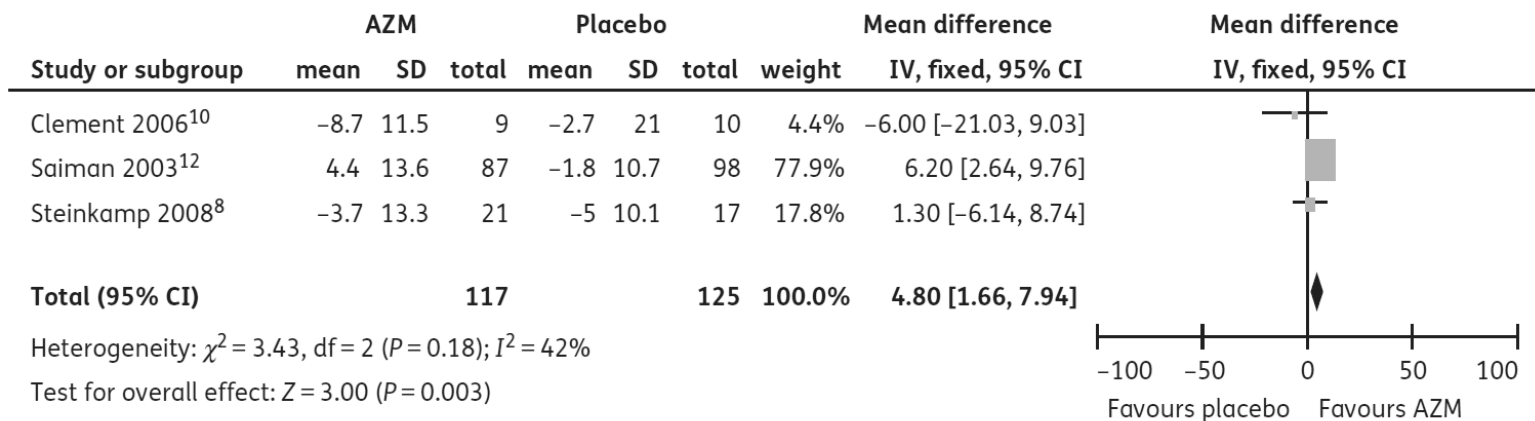 AZM Placebo Mean difference Mean difference
Study or subgroup mean SD total mean SD total weight IV, fixed, 95% CI IV, fixed, 95% CI
Clement 2006¹⁰ −8.7 11.5 9 −2.7 21 10 4.4% −6.00 [−21.03, 9.03]
Saiman 2003¹² 4.4 13.6 87 −1.8 10.7 98 77.9% 6.20 [2.64, 9.76]
Steinkamp 2008⁸ −3.7 13.3 21 −5 10.1 17 17.8% 1.30 [−6.14, 8.74]
Total (95% CI) 117 125 100.0% 4.80 [1.66, 7.94]
Heterogeneity: χ² = 3.43, df = 2 (P = 0.18); I² = 42%
Test for overall effect: Z = 3.00 (P = 0.003)
−100 −50 0 50 100
Favours placebo Favours AZM